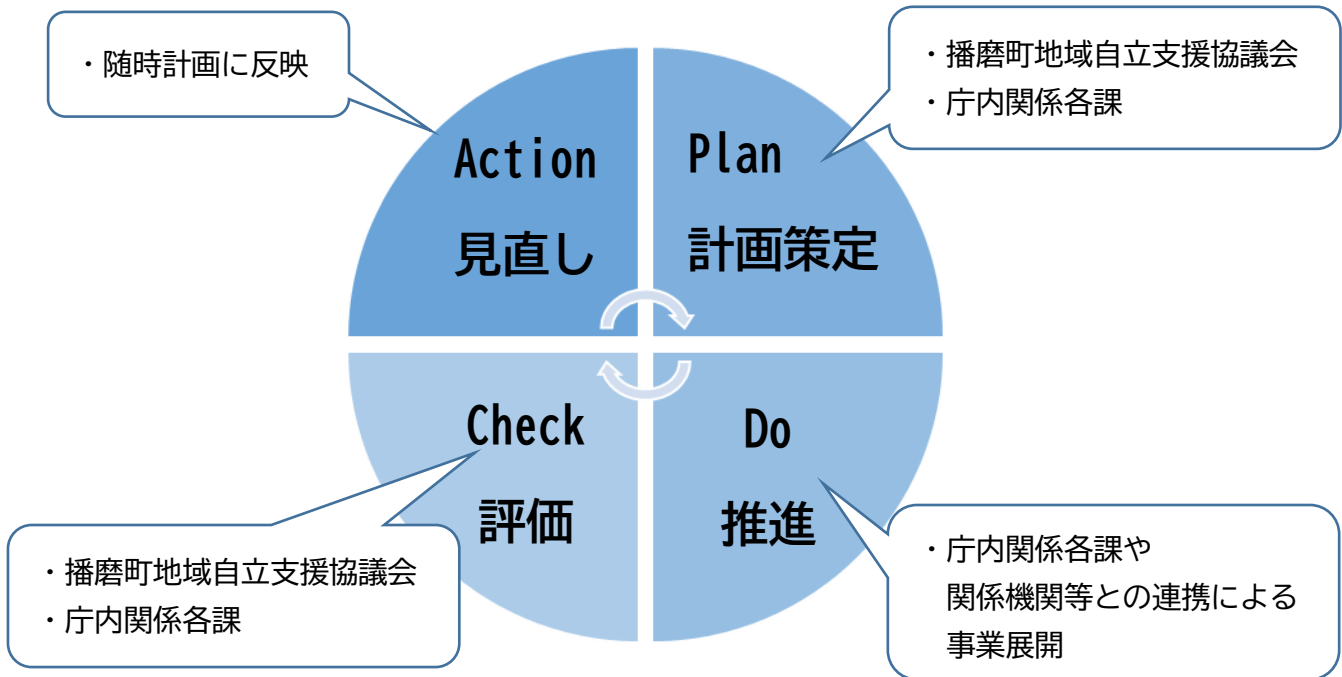 ・随時計画に反映
・播磨町地域自立支援協議会
・庁内関係各課
Action
見直し
Plan
計画策定
Check
評価
Do
推進
・播磨町地域自立支援協議会
・庁内関係各課
・庁内関係各課や
関係機関等との連携による
事業展開